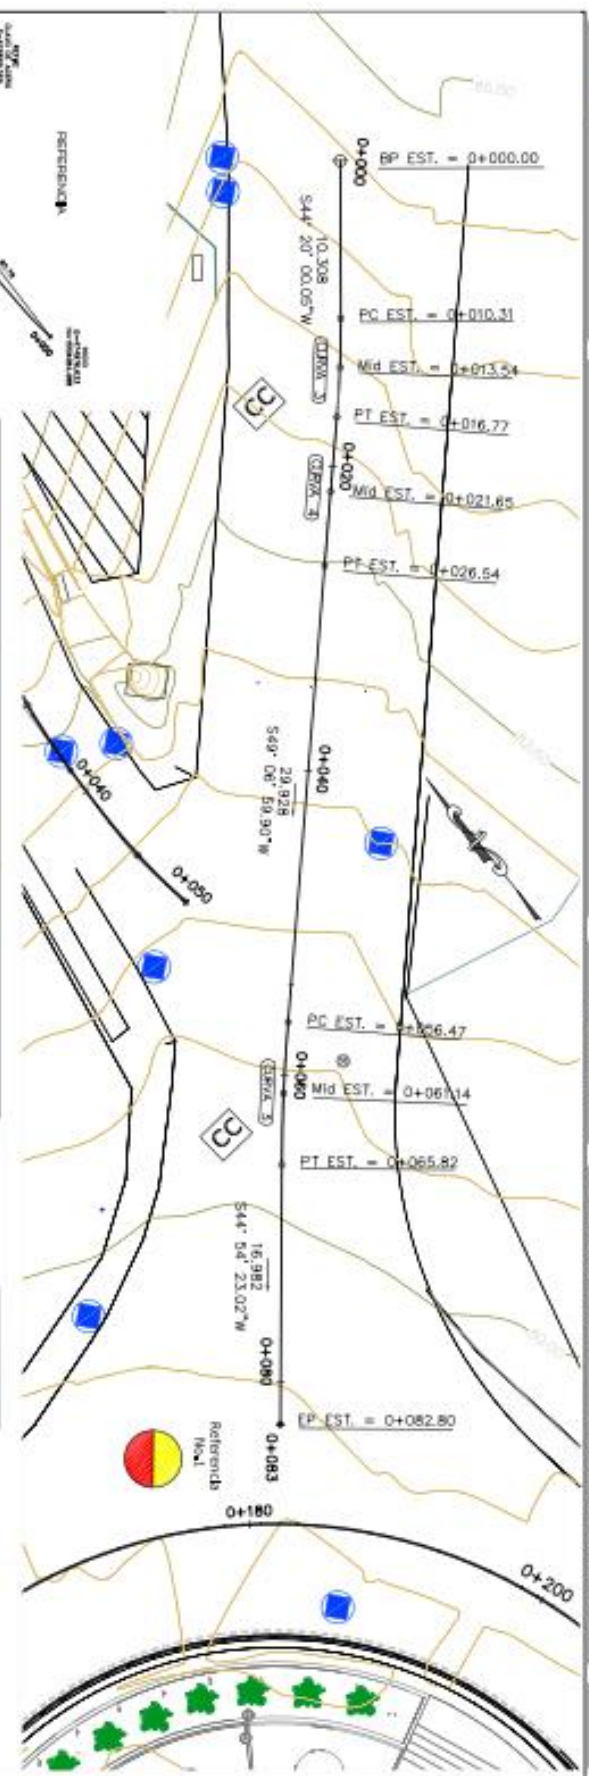 REFERENCIA
0+000
60.00
0+000
BP EST. = 0+000.00
10.308
S44° 20' 00.05"W
PC EST. = 0+010.31
CURVA 3
Mid EST. = 0+013.54
CC
PT EST. = 0+016.77
0+020
CURVA 4
Mid EST. = 0+021.65
PT EST. = 0+026.54
0+040
29.928
S49° 06' 59.90"W
0+040
0+050
PC EST. = 0+056.47
0+060
CURVA 5
Mid EST. = 0+061.14
CC
PT EST. = 0+065.82
16.982
S44° 54' 23.02"W
0+080
EP EST. = 0+082.80
0+083
Referencia
No.1
0+180
0+200